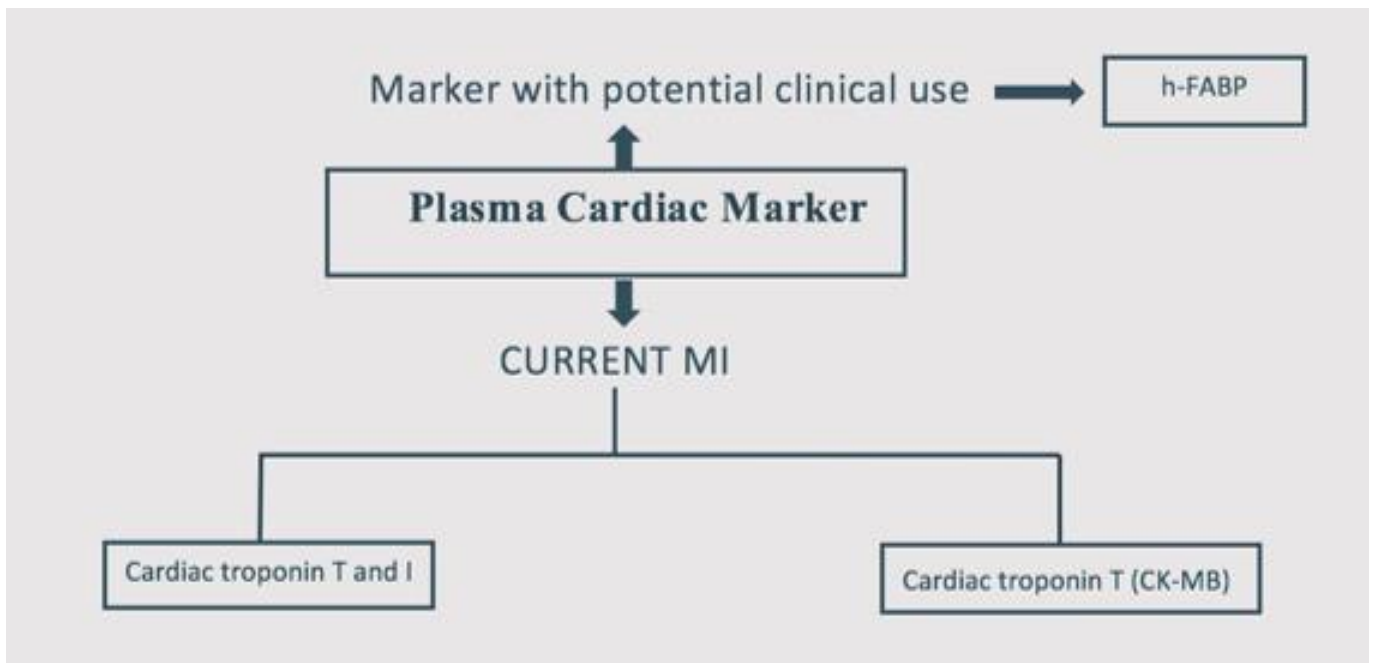 Marker with potential clinical use
h-FABP
Plasma Cardiac Marker
CURRENT MI
Cardiac troponin T and I
Cardiac troponin T (CK-MB)